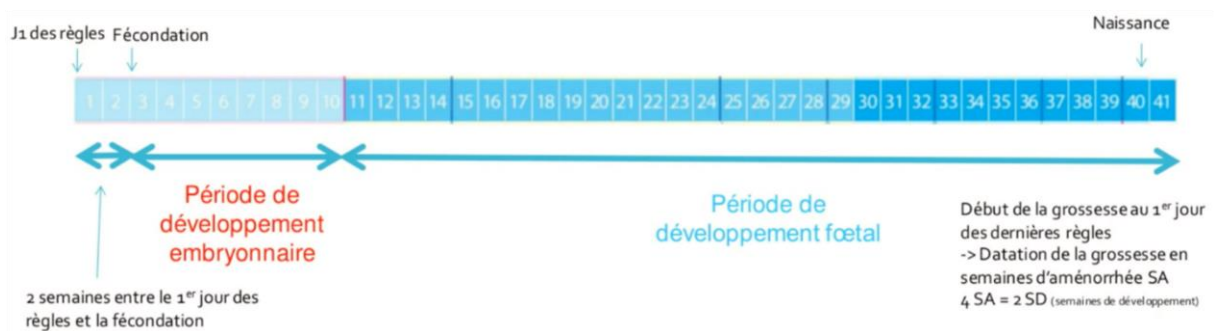 J1 des règles
Fécondation
Naissance
1 2 3 4 5 6 7 8 9 10 11 12 13 14 15 16 17 18 19 20 21 22 23 24 25 26 27 28 29 30 31 32 33 34 35 36 37 38 39 40 41
Période de
développement
embryonnaire
Période de
développement fœtal
2 semaines entre le 1er jour des
règles et la fécondation
Début de la grossesse au 1er jour
des dernières règles
-> Datation de la grossesse en
semaines d'aménorrhée SA
4 SA = 2 SD (semaines de développement)